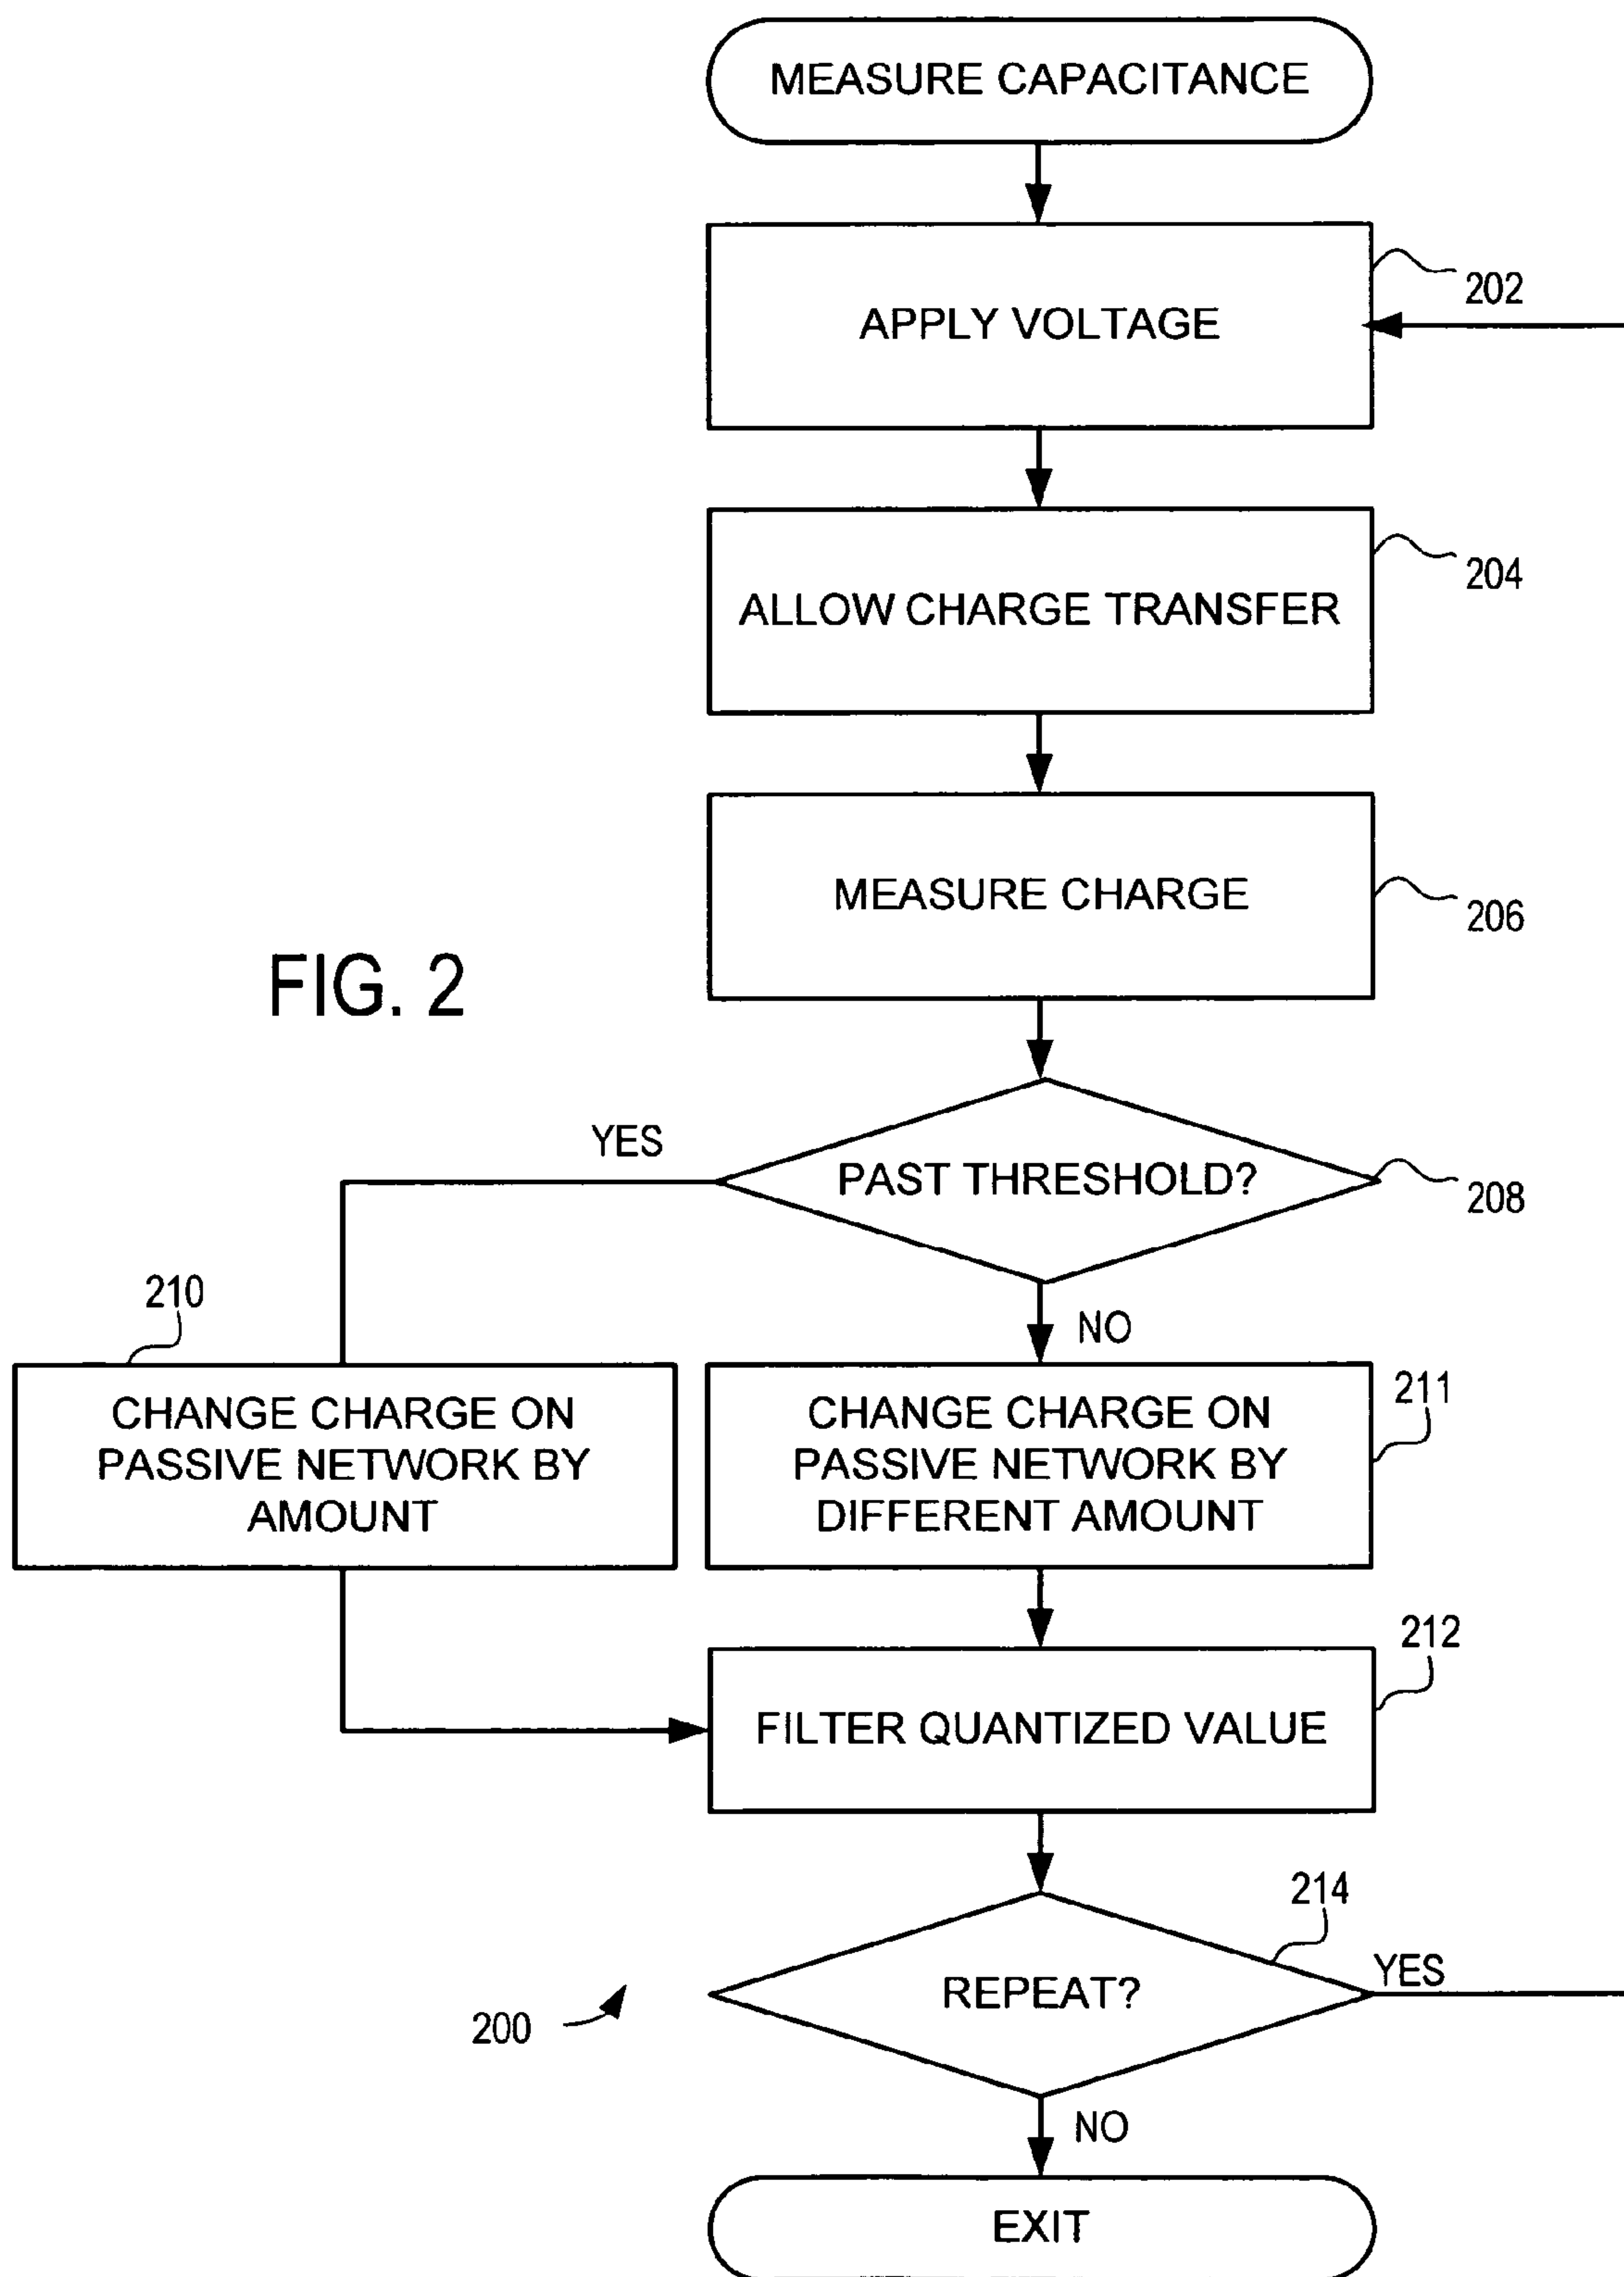 MEASURE CAPACITANCE
APPLY VOLTAGE
202
ALLOW CHARGE TRANSFER
204
MEASURE CHARGE
206
FIG. 2
YES
PAST THRESHOLD?
208
210
NO
CHANGE CHARGE ON
PASSIVE NETWORK BY
AMOUNT
211
CHANGE CHARGE ON
PASSIVE NETWORK BY
DIFFERENT AMOUNT
212
FILTER QUANTIZED VALUE
214
REPEAT?
YES
200
NO
EXIT